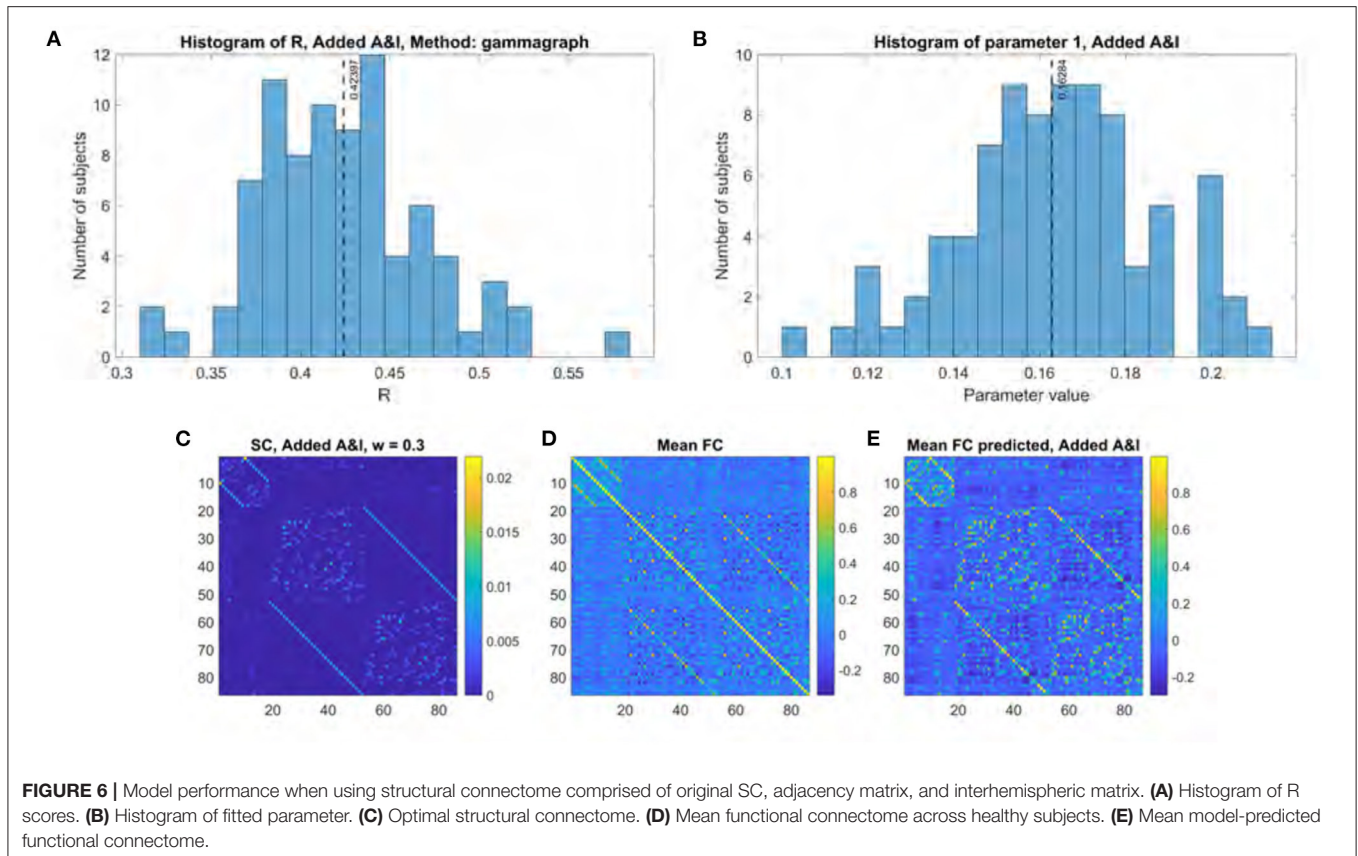 A
Histogram of R, Added A&I, Method: gammagraph
Number of subjects
12
10
8
6
4
2
0
0.42397
0.3 0.35 0.4 0.45 0.5 0.55
R
B
Histogram of parameter 1, Added A&I
Number of subjects
10
8
6
4
2
0
0.16284
0.1 0.12 0.14 0.16 0.18 0.2
Parameter value
C
SC, Added A&I, w = 0.3
10
20
30
40
50
60
70
80
20 40 60 80
0.02
0.015
0.01
0.005
0
D
Mean FC
10
20
30
40
50
60
70
80
20 40 60 80
0.8
0.6
0.4
0.2
0
-0.2
E
Mean FC predicted, Added A&I
10
20
30
40
50
60
70
80
20 40 60 80
0.8
0.6
0.4
0.2
0
-0.2
FIGURE 6 | Model performance when using structural connectome comprised of original SC, adjacency matrix, and interhemispheric matrix. (A) Histogram of R
scores. (B) Histogram of fitted parameter. (C) Optimal structural connectome. (D) Mean functional connectome across healthy subjects. (E) Mean model-predicted
functional connectome.